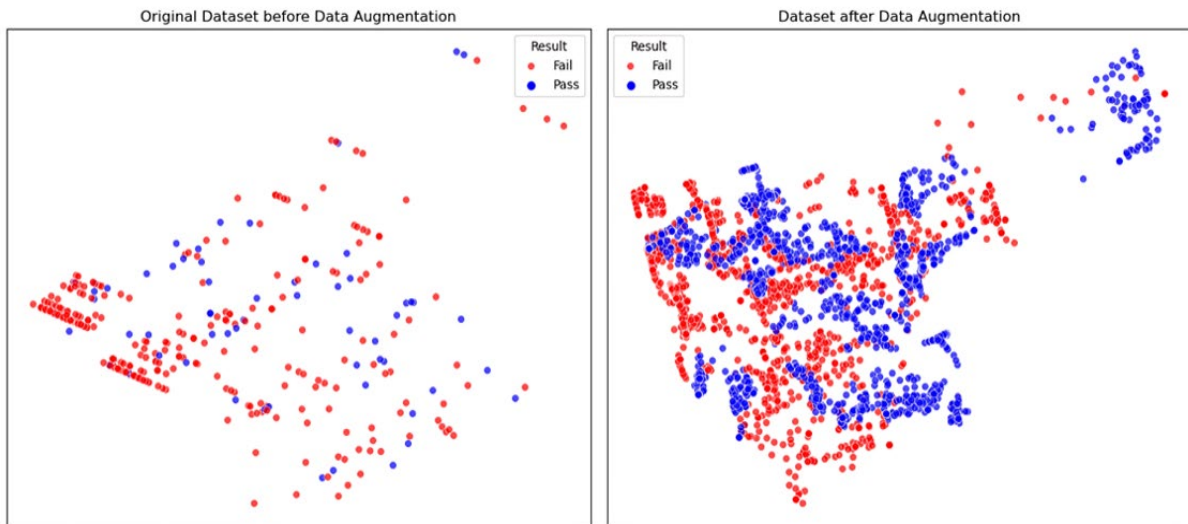 Original Dataset before Data Augmentation
Result
Fail
Pass
Dataset after Data Augmentation
Result
Fail
Pass